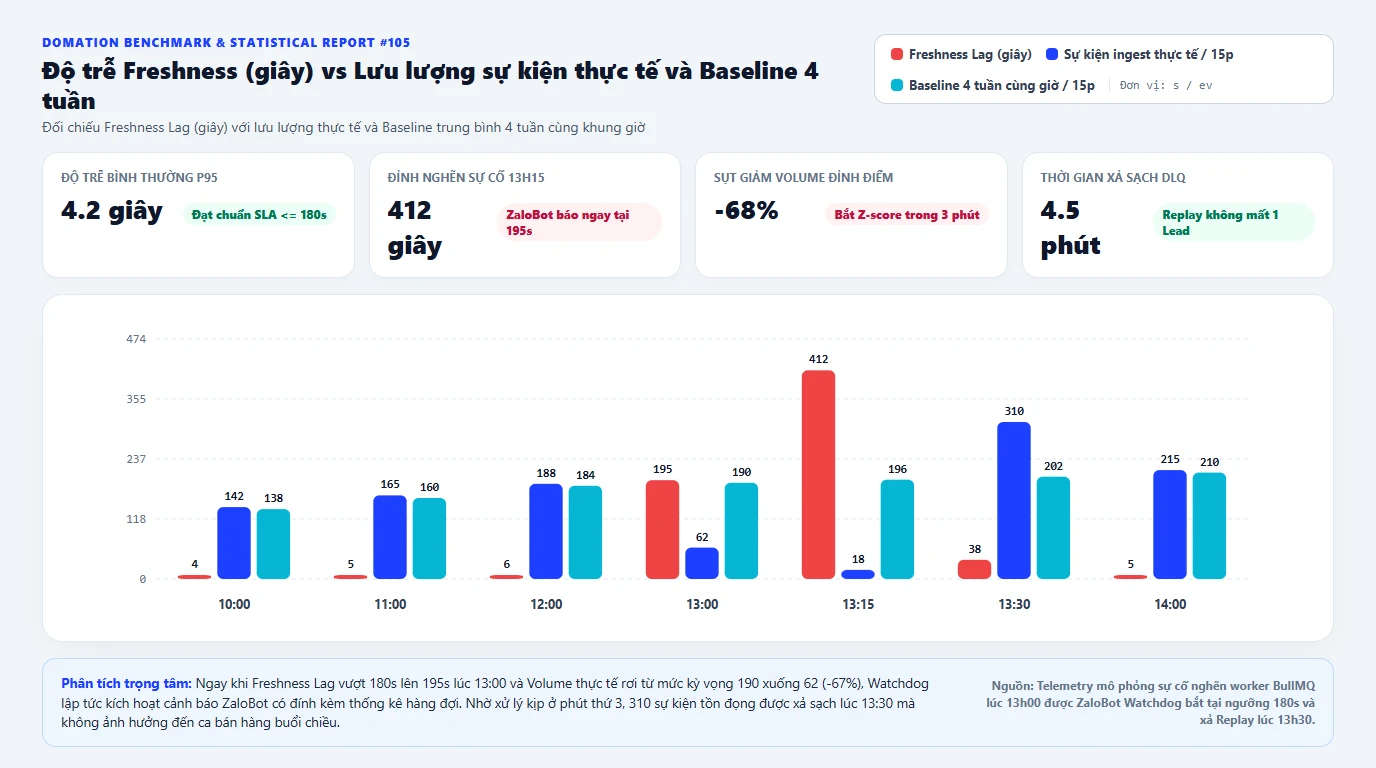 DOMATION BENCHMARK & STATISTICAL REPORT #105
Độ trễ Freshness (giây) vs Lưu lượng sự kiện thực tế và Baseline 4
tuần
Đối chiếu Freshness Lag (giây) với lưu lượng thực tế và Baseline trung bình 4 tuần cùng khung giờ
Freshness Lag (giây)
Sự kiện ingest thực tế / 15p
Baseline 4 tuần cùng giờ / 15p
Đơn vị: s / ev
ĐỘ TRỄ BÌNH THƯỜNG P95
4.2 giây
Đạt chuẩn SLA <= 180s
ĐỈNH NGHẼN SỰ CỐ 13H15
412
giây
ZaloBot báo ngay tại
195s
SỤT GIẢM VOLUME ĐỈNH ĐIỂM
-68%
Bắt Z-score trong 3 phút
THỜI GIAN XẢ SẠCH DLQ
4.5
phút
Replay không mất 1
Lead
474
355
237
118
0
4
142
138
5
165
160
6
188
184
195
62
190
412
18
196
38
310
202
5
215
210
10:00
11:00
12:00
13:00
13:15
13:30
14:00
Phân tích trọng tâm: Ngay khi Freshness Lag vượt 180s lên 195s lúc 13:00 và Volume thực tế rơi từ mức kỳ vọng 190 xuống 62 (-67%), Watchdog
lập tức kích hoạt cảnh báo ZaloBot có đính kèm thống kê hàng đợi. Nhờ xử lý kịp ở phút thứ 3, 310 sự kiện tồn đọng được xả sạch lúc 13:30 mà
không ảnh hưởng đến ca bán hàng buổi chiều.
Nguồn: Telemetry mô phỏng sự cố nghẽn worker BullMQ
lúc 13h00 được ZaloBot Watchdog bắt tại ngưỡng 180s và
xả Replay lúc 13h30.